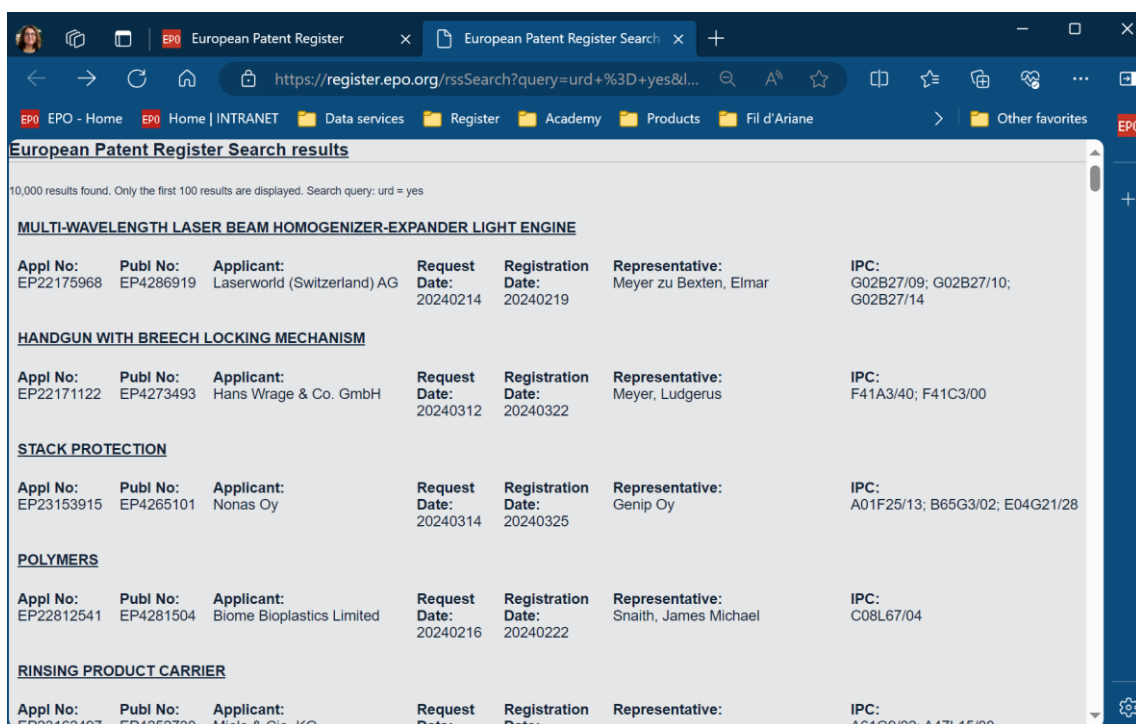 EPO European Patent Register
European Patent Register Search
https://register.epo.org/rssSearch?query=urd+%3D+yes&l...
EPO EPO - Home EPO Home | INTRANET Data services Register Academy Products Fil d'Ariane Other favorites
EPO
European Patent Register Search results
10,000 results found. Only the first 100 results are displayed. Search query: urd = yes
MULTI-WAVELENGTH LASER BEAM HOMOGENIZER-EXPANDER LIGHT ENGINE
Appl No: Publ No: Applicant: Request Registration Representative: IPC:
EP22175968 EP4286919 Laserworld (Switzerland) AG Date: Date: Meyer zu Bexten, Elmar G02B27/09; G02B27/10;
20240214 20240219 G02B27/14
HANDGUN WITH BREECH LOCKING MECHANISM
Appl No: Publ No: Applicant: Request Registration Representative: IPC:
EP22171122 EP4273493 Hans Wrage & Co. GmbH Date: Date: Meyer, Ludgerus F41A3/40; F41C3/00
20240312 20240322
STACK PROTECTION
Appl No: Publ No: Applicant: Request Registration Representative: IPC:
EP23153915 EP4265101 Nonas Oy Date: Date: Genip Oy A01F25/13; B65G3/02; E04G21/28
20240314 20240325
POLYMERS
Appl No: Publ No: Applicant: Request Registration Representative: IPC:
EP22812541 EP4281504 Biome Bioplastics Limited Date: Date: Snaith, James Michael C08L67/04
20240216 20240222
RINSING PRODUCT CARRIER
Appl No: Publ No: Applicant: Request Registration Representative: IPC: